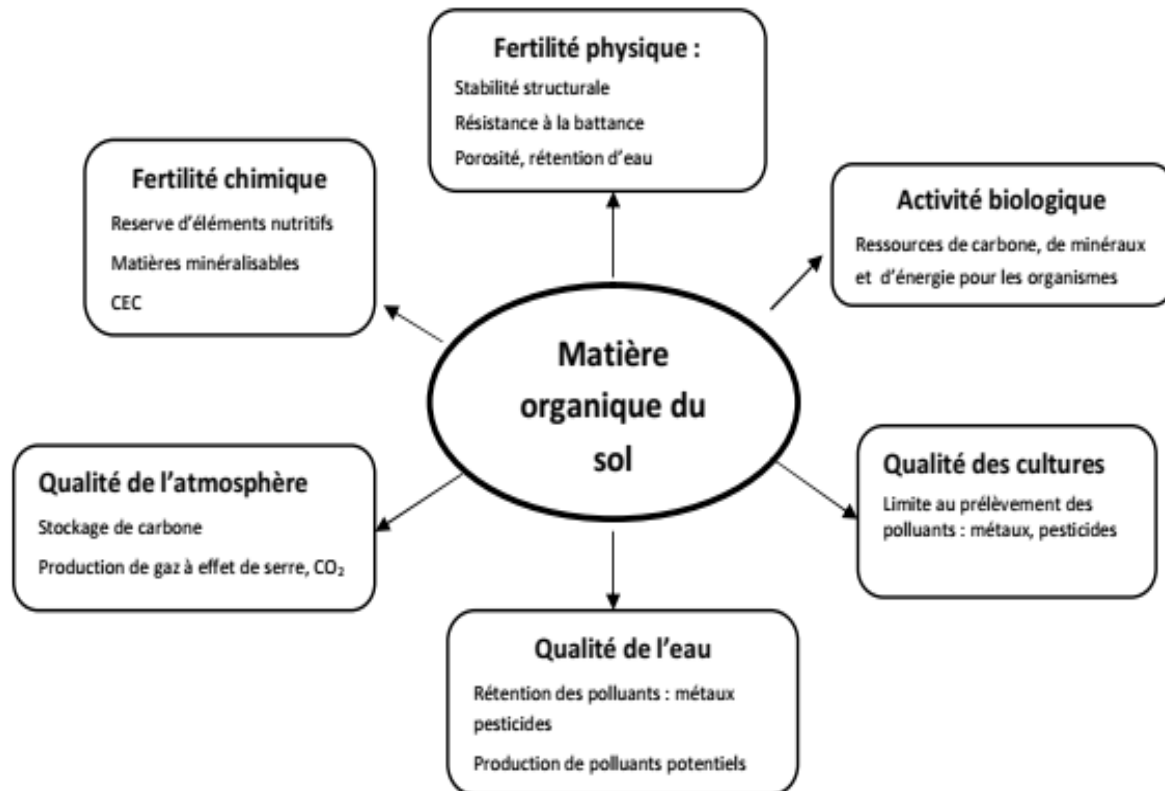 Fertilité physique :
Stabilité structurale
Résistance à la battance
Porosité, rétention d'eau
Fertilité chimique
Reserve d'éléments nutritifs
Matières minéralisables
CEC
Activité biologique
Ressources de carbone, de minéraux
et d'énergie pour les organismes
Matière
organique du
sol
Qualité de l'atmosphère
Stockage de carbone
Production de gaz à effet de serre, CO₂
Qualité des cultures
Limite au prélèvement des
polluants : métaux, pesticides
Qualité de l'eau
Rétention des polluants : métaux
pesticides
Production de polluants potentiels